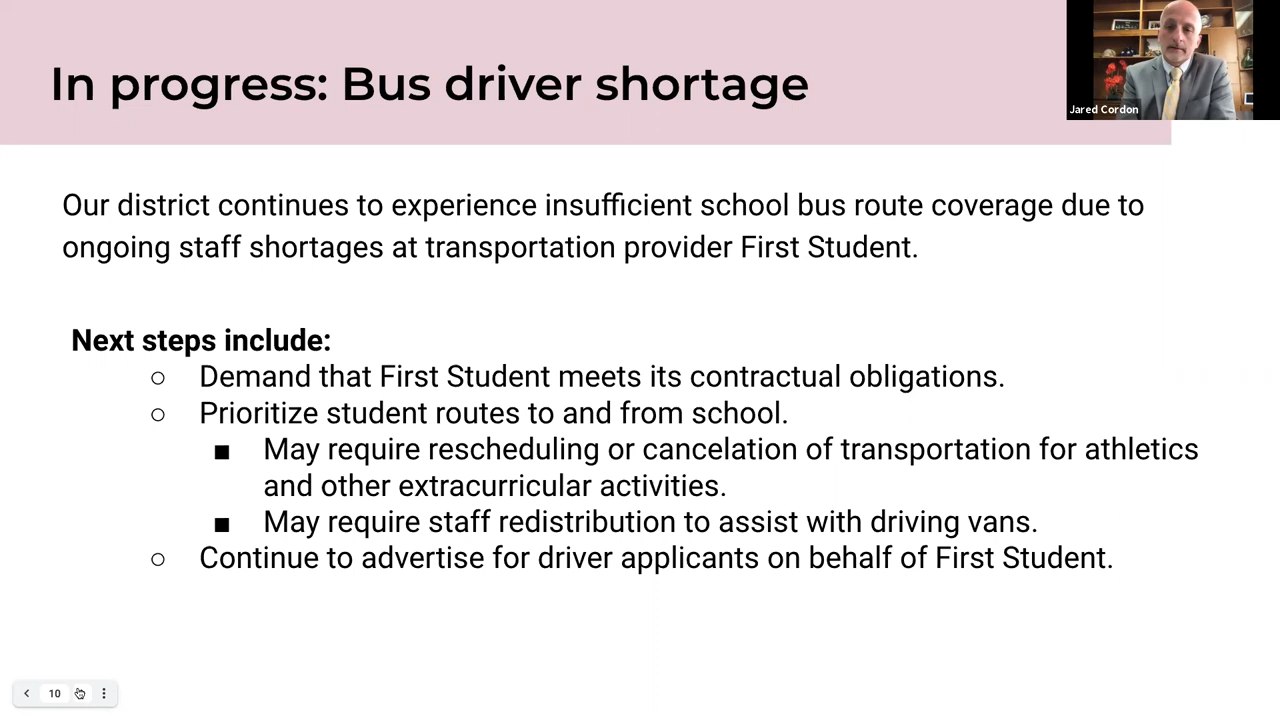 In progress: Bus driver shortage
Jared Cordon
Our district continues to experience insufficient school bus route coverage due to
ongoing staff shortages at transportation provider First Student.
Next steps include:
○ Demand that First Student meets its contractual obligations.
○ Prioritize student routes to and from school.
■ May require rescheduling or cancelation of transportation for athletics
and other extracurricular activities.
■ May require staff redistribution to assist with driving vans.
○ Continue to advertise for driver applicants on behalf of First Student.
10